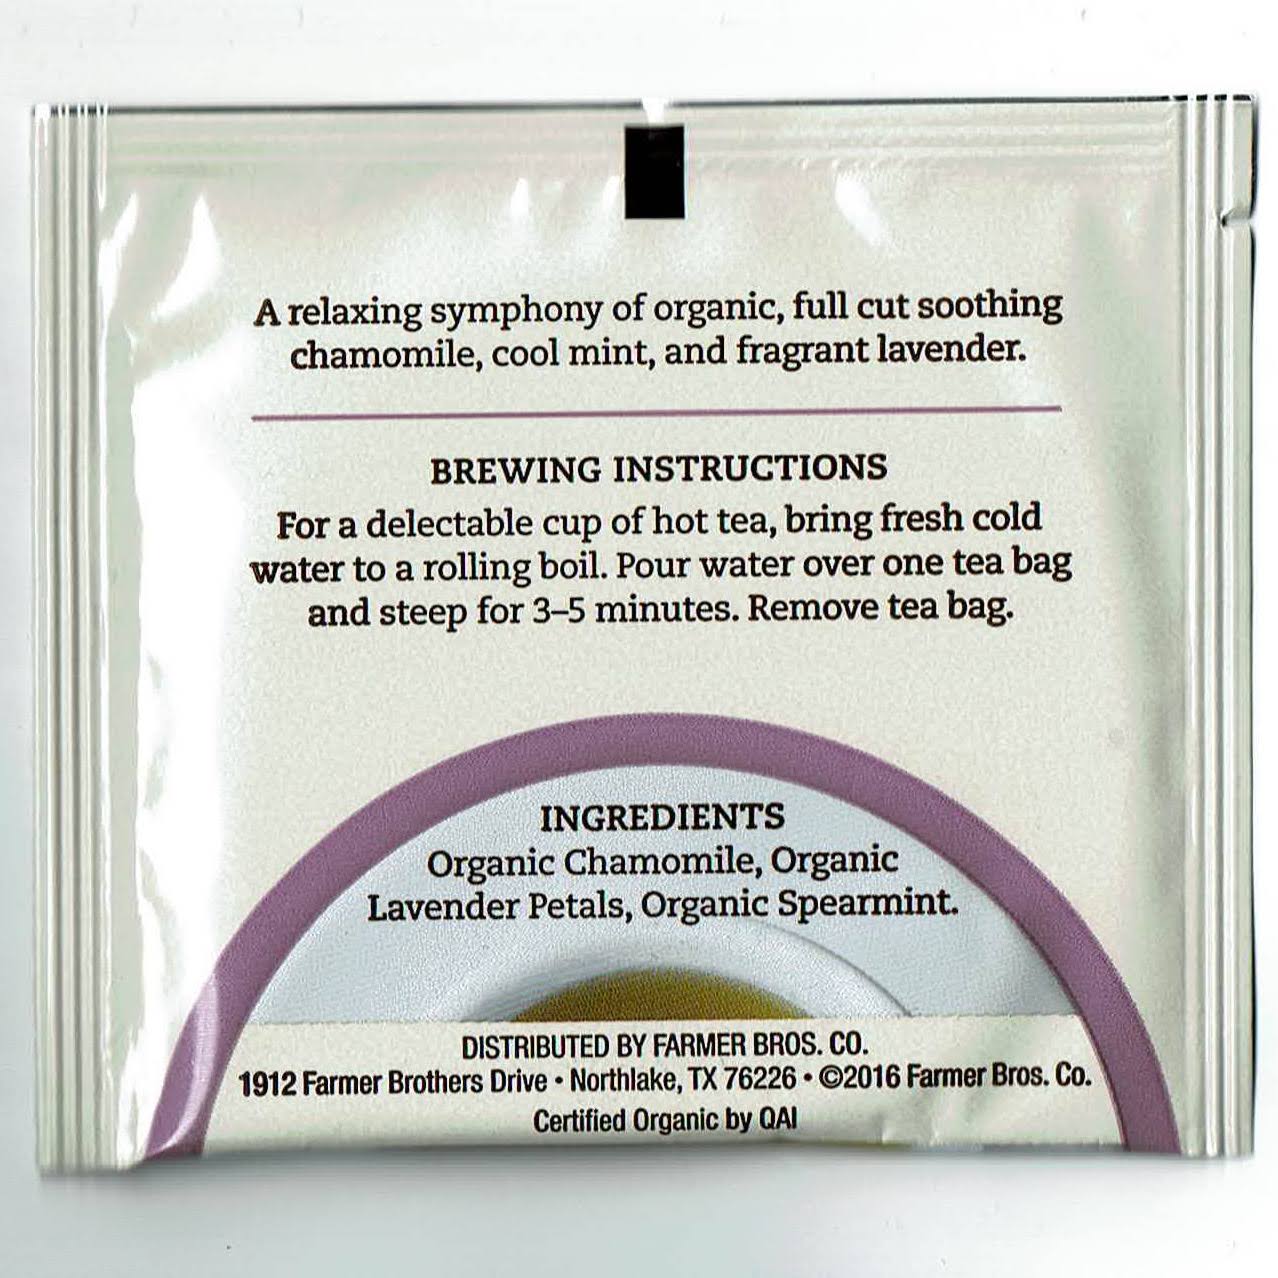 A relaxing symphony of organic, full cut soothing
chamomile, cool mint, and fragrant lavender.
BREWING INSTRUCTIONS
For a delectable cup of hot tea, bring fresh cold
water to a rolling boil. Pour water over one tea bag
and steep for 3–5 minutes. Remove tea bag.
INGREDIENTS
Organic Chamomile, Organic
Lavender Petals, Organic Spearmint.
DISTRIBUTED BY FARMER BROS. CO.
1912 Farmer Brothers Drive • Northlake, TX 76226 • ©2016 Farmer Bros. Co.
Certified Organic by QAI